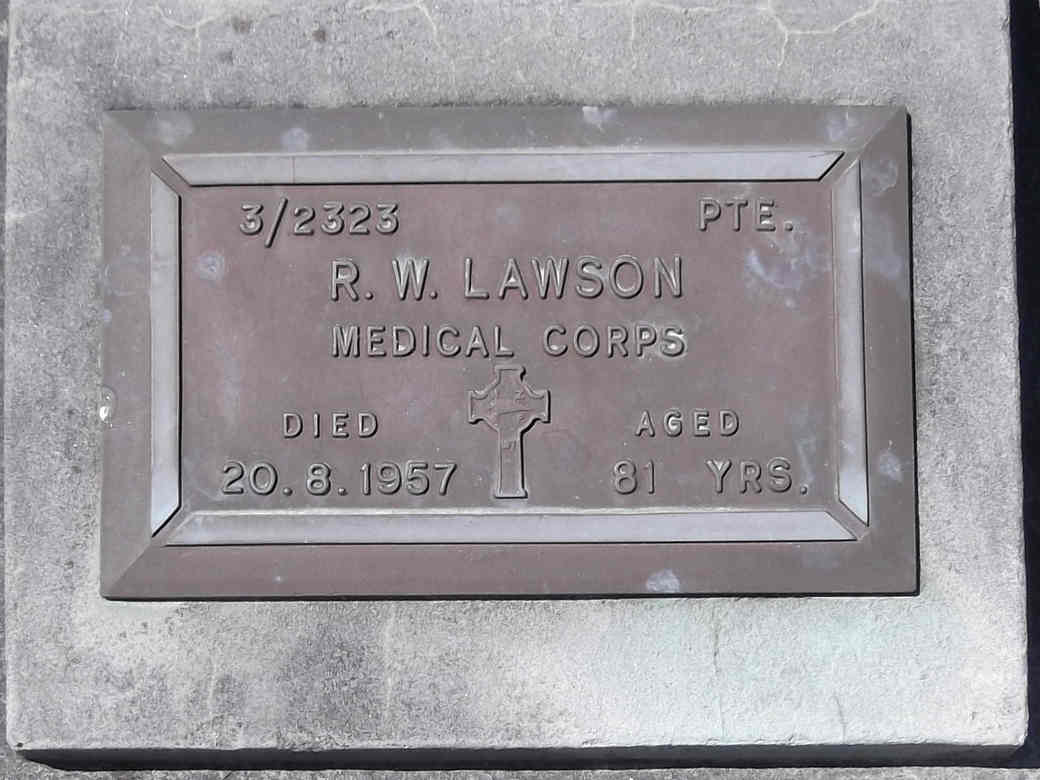 3/2323 PTE.
R. W. LAWSON
MEDICAL CORPS
DIED AGED
20.8.1957 81 YRS.